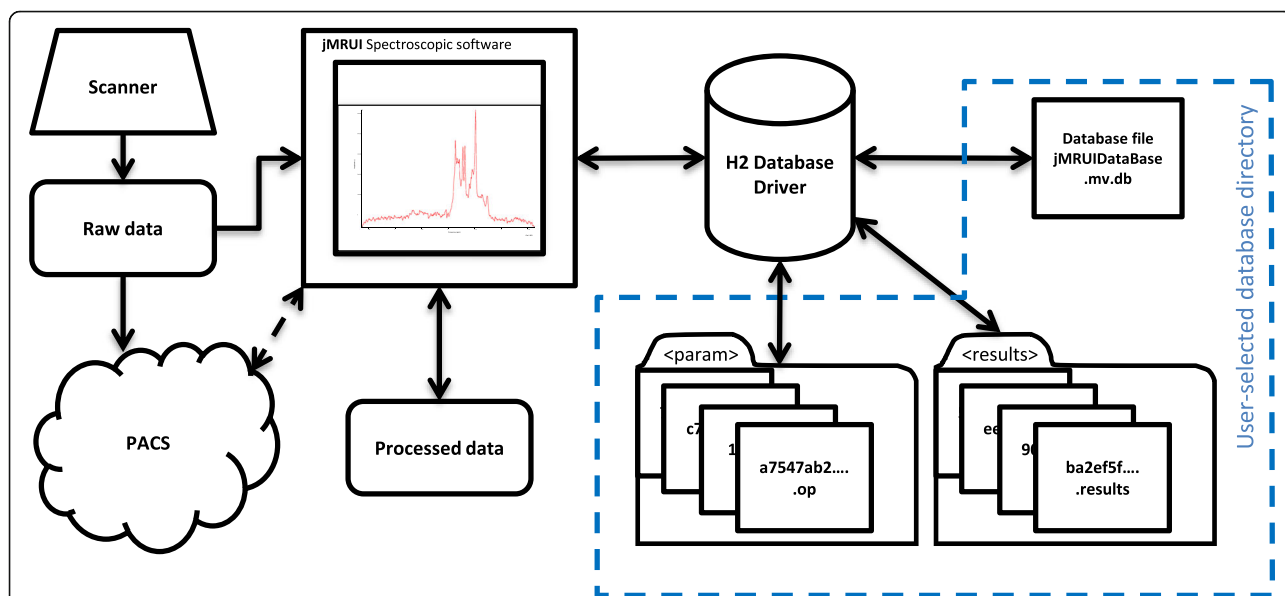 jMRUI Spectroscopic software
Scanner
Raw data
PACS
Processed data
H2 Database
Driver
Database file
jMRUIDataBase
.mv.db
User-selected database directory
<param>
c7
1
a7547ab2....
.op
<results>
ee
90
ba2ef5f....
.results